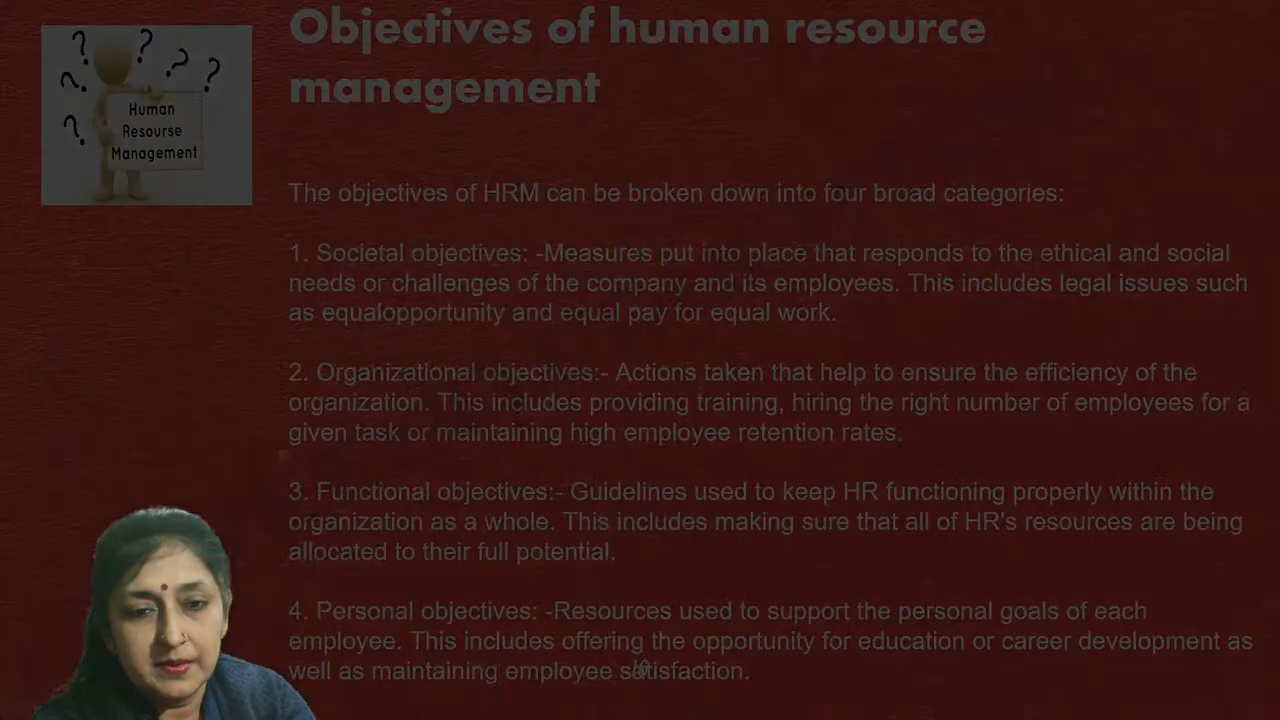 Human
Resourse
Management
Objectives of human resource
management
The objectives of HRM can be broken down into four broad categories:
1. Societal objectives: -Measures put into place that responds to the ethical and social
needs or challenges of the company and its employees. This includes legal issues such
as equalopportunity and equal pay for equal work.
2. Organizational objectives:- Actions taken that help to ensure the efficiency of the
organization. This includes providing training, hiring the right number of employees for a
given task or maintaining high employee retention rates.
3. Functional objectives:- Guidelines used to keep HR functioning properly within the
organization as a whole. This includes making sure that all of HR's resources are being
allocated to their full potential.
4. Personal objectives: -Resources used to support the personal goals of each
employee. This includes offering the opportunity for education or career development as
well as maintaining employee satisfaction.